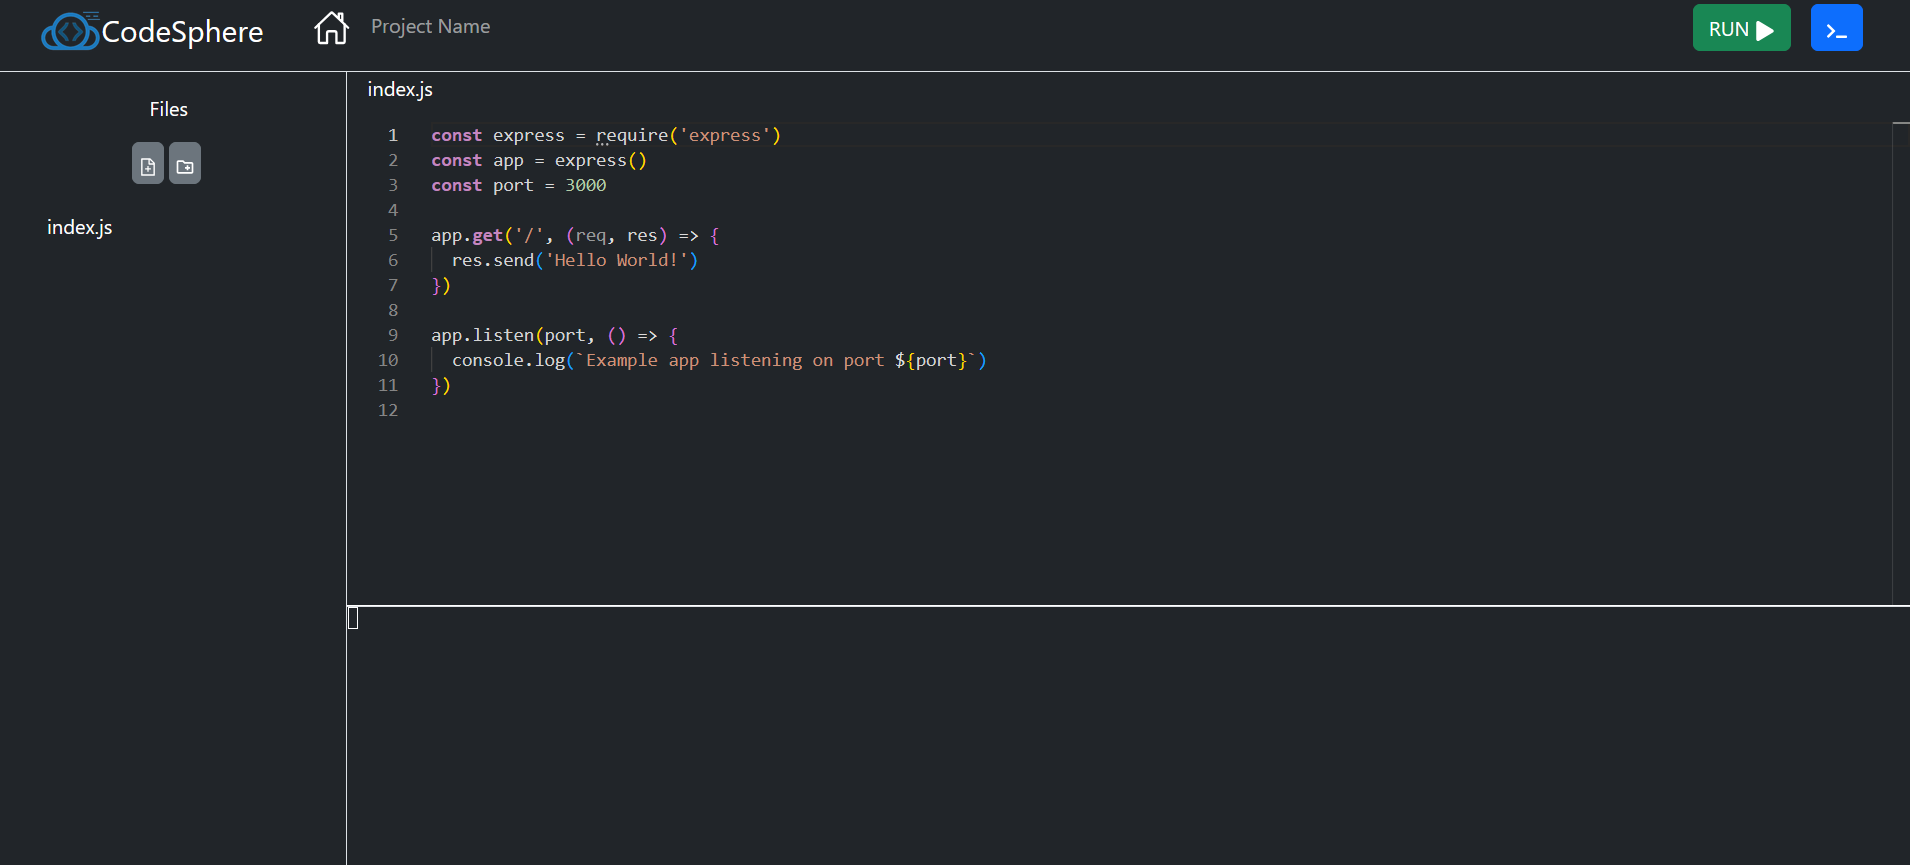 CodeSphere
Project Name
RUN
Files
index.js
index.js
1 const express = require('express')
2 const app = express()
3 const port = 3000
4
5 app.get('/', (req, res) => {
6   res.send('Hello World!')
7 })
8
9 app.listen(port, () => {
10   console.log(`Example app listening on port ${port}`)
11 })
12